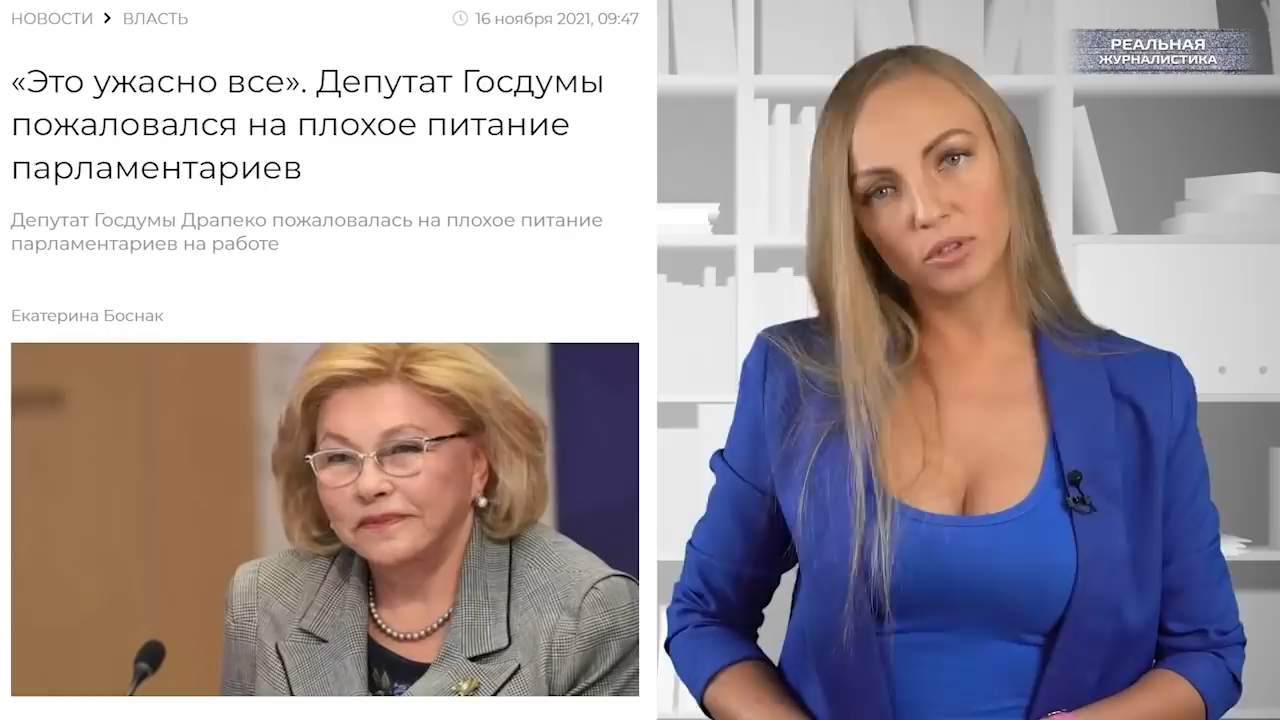 НОВОСТИ > ВЛАСТЬ
16 ноября 2021, 09:47
«Это ужасно все». Депутат Госдумы
пожаловался на плохое питание
парламентариев
Депутат Госдумы Драпеко пожаловалась на плохое питание
парламентариев на работе
Екатерина Боснак
РЕАЛЬНАЯ
ЖУРНАЛИСТИКА